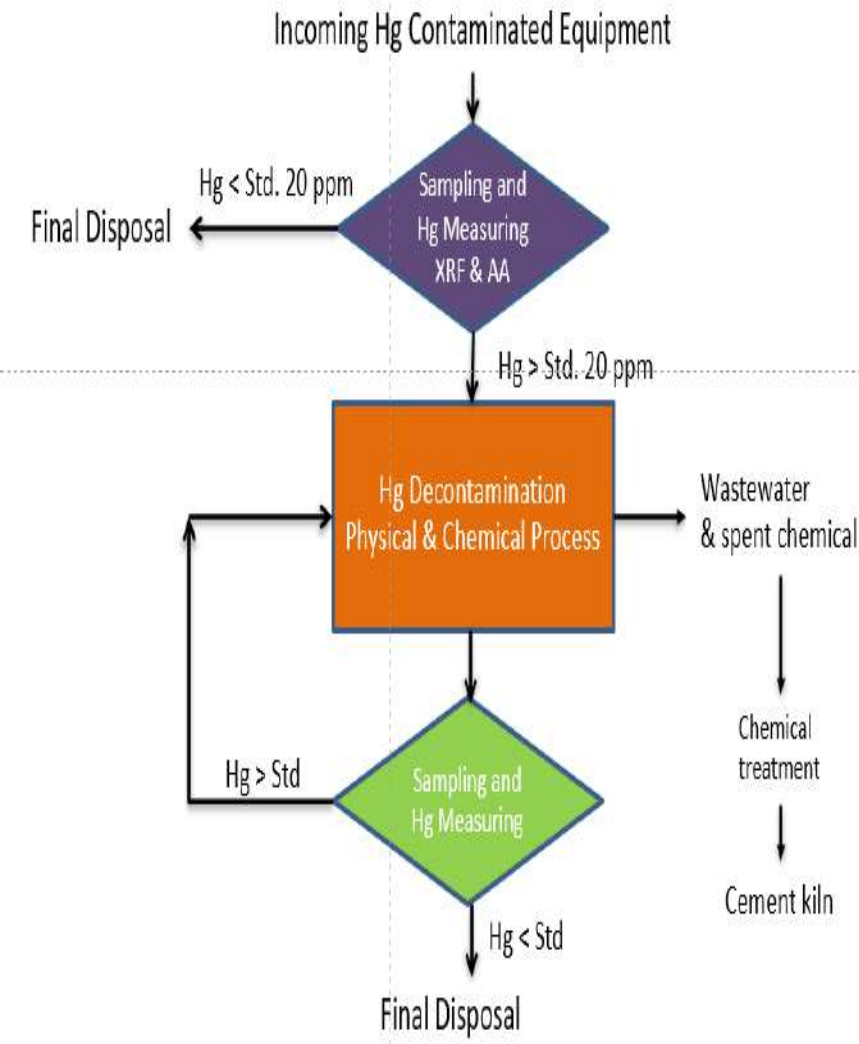 Incoming Hg Contaminated Equipment
Hg < Std. 20 ppm
Sampling and
Hg Measuring
XRF & AA
Final Disposal
Hg > Std. 20 ppm
Hg Decontamination
Physical & Chemical Process
Wastewater
& spent chemical
Chemical
treatment
Hg > Std
Sampling and
Hg Measuring
Cement kiln
Hg < Std
Final Disposal